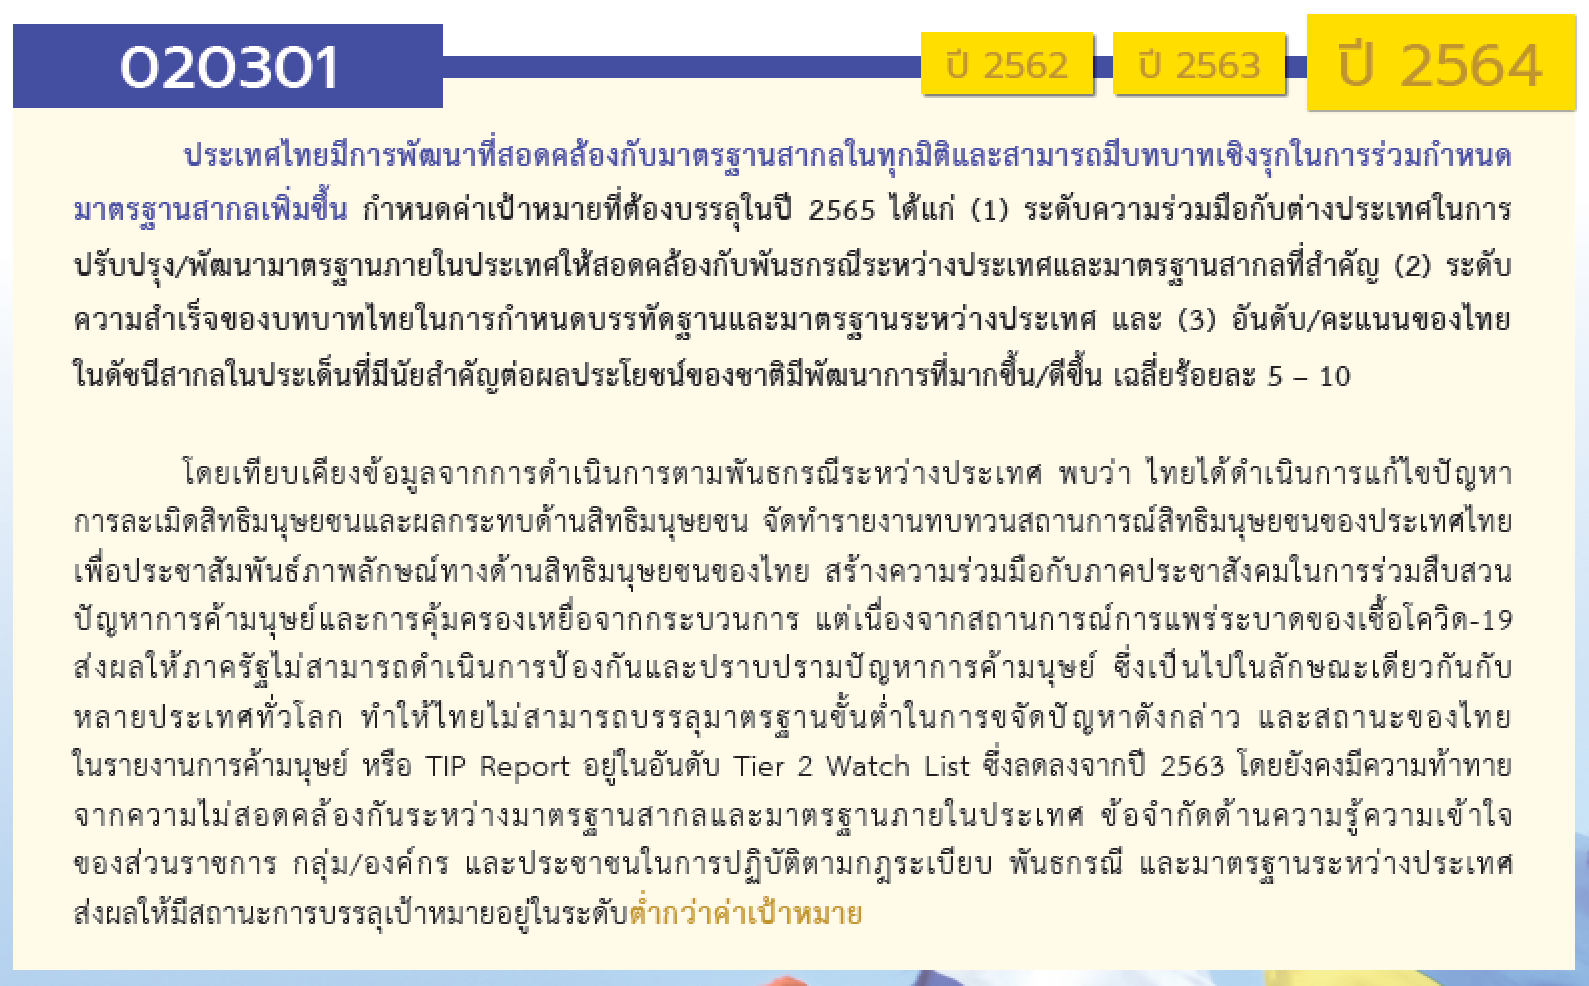 020301
ปี 2562
ปี 2563
ปี 2564
ประเทศไทยมีการพัฒนาที่สอดคล้องกับมาตรฐานสากลในทุกมิติและสามารถมีบทบาทเชิงรุกในการร่วมกำหนด
มาตรฐานสากลเพิ่มขึ้น กำหนดค่าเป้าหมายที่ต้องบรรลุในปี 2565 ได้แก่ (1) ระดับความร่วมมือกับต่างประเทศในการ
ปรับปรุง/พัฒนามาตรฐานภายในประเทศให้สอดคล้องกับพันธกรณีระหว่างประเทศและมาตรฐานสากลที่สำคัญ (2) ระดับ
ความสำเร็จของบทบาทไทยในการกำหนดบรรทัดฐานและมาตรฐานระหว่างประเทศ และ (3) อันดับ/คะแนนของไทย
ในดัชนีสากลในประเด็นที่มีนัยสำคัญต่อผลประโยชน์ของชาติมีพัฒนาการที่มากขึ้น/ดีขึ้น เฉลี่ยร้อยละ 5 – 10
โดยเทียบเคียงข้อมูลจากการดำเนินการตามพันธกรณีระหว่างประเทศ พบว่า ไทยได้ดำเนินการแก้ไขปัญหา
การละเมิดสิทธิมนุษยชนและผลกระทบด้านสิทธิมนุษยชน จัดทำรายงานทบทวนสถานการณ์สิทธิมนุษยชนของประเทศไทย
เพื่อประชาสัมพันธ์ภาพลักษณ์ทางด้านสิทธิมนุษยชนของไทย สร้างความร่วมมือกับภาคประชาสังคมในการร่วมสืบสวน
ปัญหาการค้ามนุษย์และการคุ้มครองเหยื่อจากกระบวนการ แต่เนื่องจากสถานการณ์การแพร่ระบาดของเชื้อโควิด-19
ส่งผลให้ภาครัฐไม่สามารถดำเนินการป้องกันและปราบปรามปัญหาการค้ามนุษย์ ซึ่งเป็นไปในลักษณะเดียวกันกับ
หลายประเทศทั่วโลก ทำให้ไทยไม่สามารถบรรลุมาตรฐานขั้นต่ำในการขจัดปัญหาดังกล่าว และสถานะของไทย
ในรายงานการค้ามนุษย์ หรือ TIP Report อยู่ในอันดับ Tier 2 Watch List ซึ่งลดลงจากปี 2563 โดยยังคงมีความท้าทาย
จากความไม่สอดคล้องกันระหว่างมาตรฐานสากลและมาตรฐานภายในประเทศ ข้อจำกัดด้านความรู้ความเข้าใจ
ของส่วนราชการ กลุ่ม/องค์กร และประชาชนในการปฏิบัติตามกฎระเบียบ พันธกรณี และมาตรฐานระหว่างประเทศ
ส่งผลให้มีสถานะการบรรลุเป้าหมายอยู่ในระดับต่ำกว่าค่าเป้าหมาย